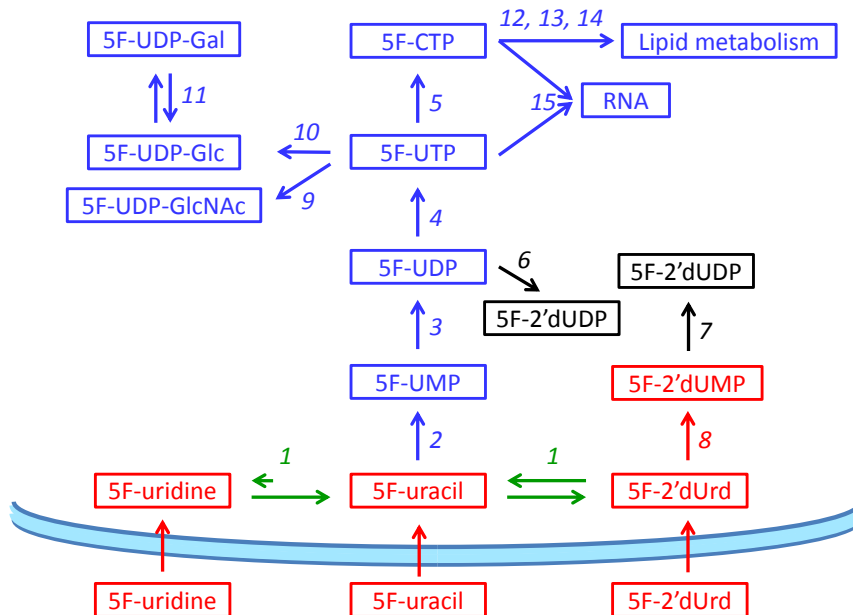 5F-UDP-Gal
5F-CTP
12, 13, 14
Lipid metabolism
11
5
15
RNA
10
5F-UDP-Glc
5F-UTP
5F-UDP-GlcNAc
9
4
6
5F-UDP
5F-2'dUDP
5F-2'dUDP
3
7
5F-UMP
5F-2'dUMP
2
8
1
1
5F-uridine
5F-uracil
5F-2'dUrd
5F-uridine
5F-uracil
5F-2'dUrd